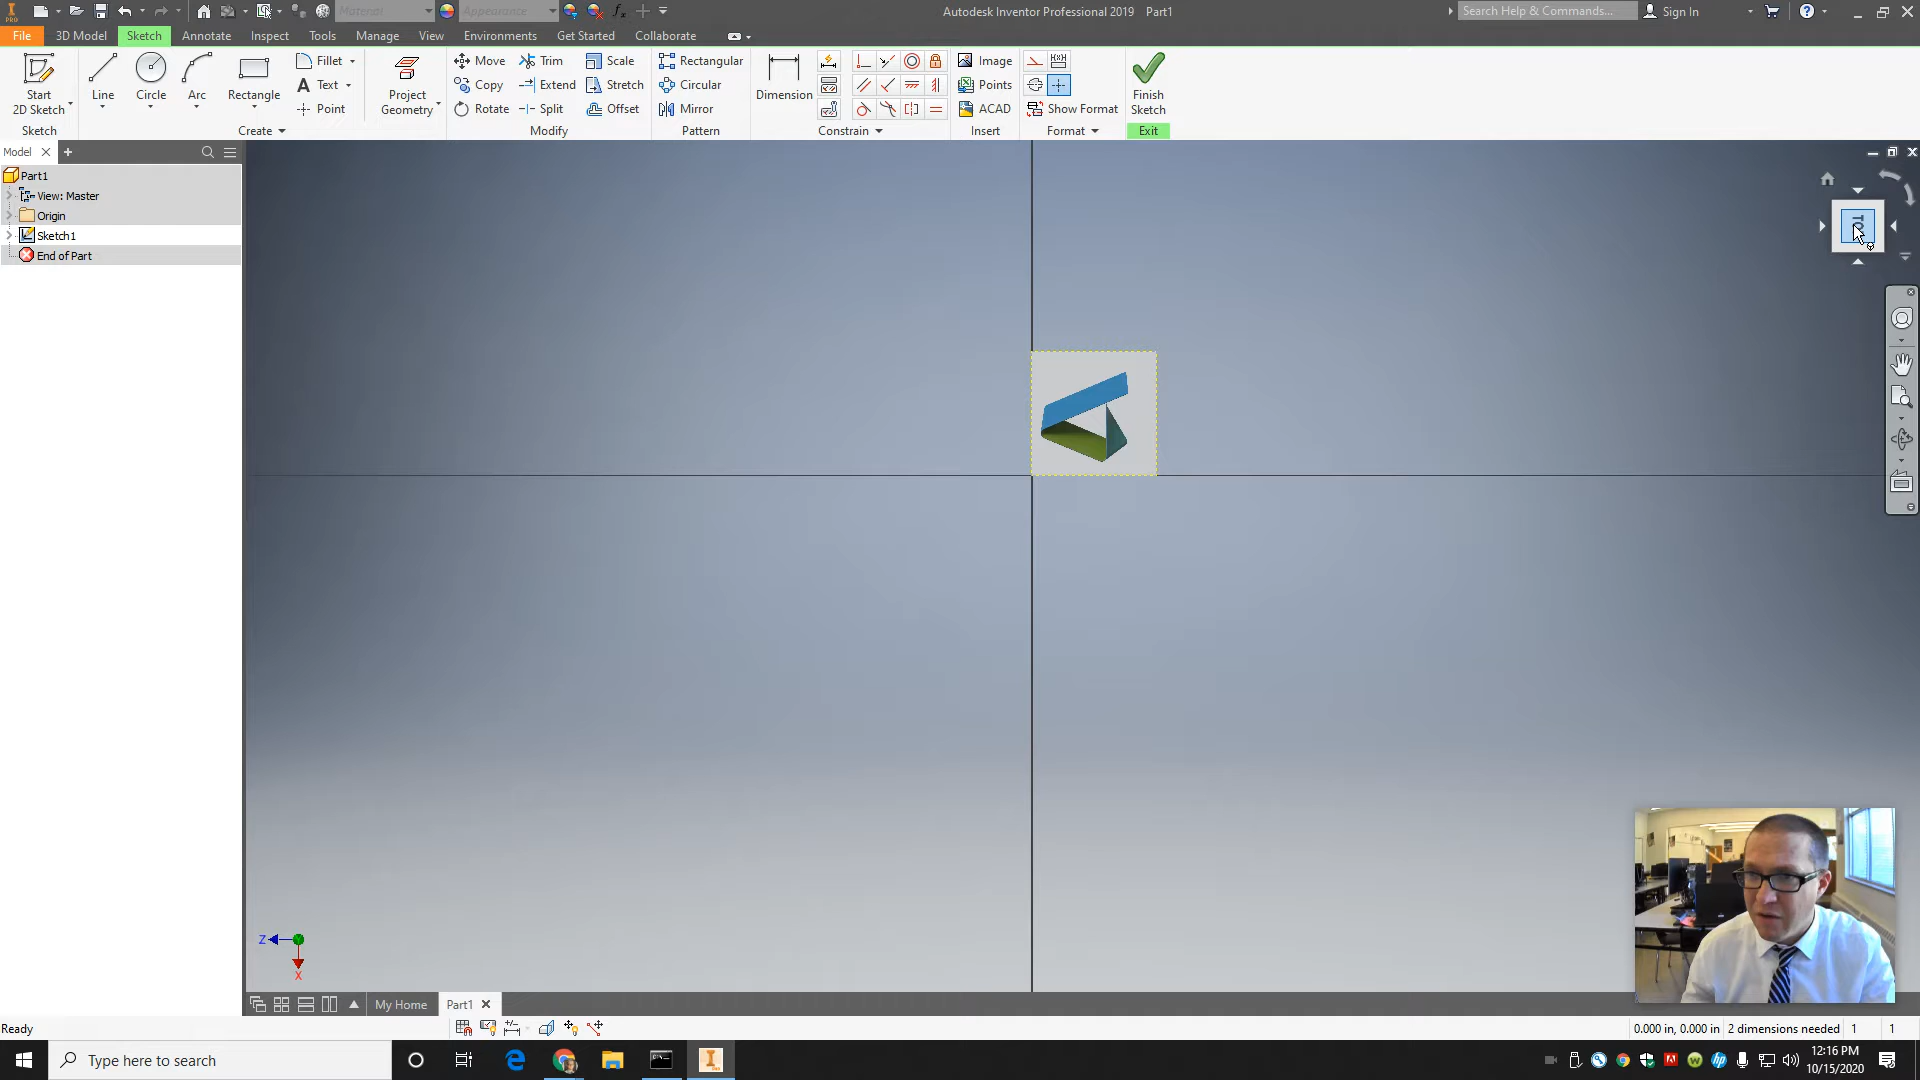 PRO
Material
Appearance
Autodesk Inventor Professional 2019 Part1
Search Help & Commands...
Sign In
File
3D Model
Sketch
Annotate
Inspect
Tools
Manage
View
Environments
Get Started
Collaborate
Start
2D Sketch
Line
Circle
Arc
Rectangle
Fillet
Text
Point
Project
Geometry
Move
Copy
Rotate
Trim
Extend
Split
Scale
Stretch
Offset
Rectangular
Circular
Mirror
Dimension
Image
Points
ACAD
Show Format
Finish
Sketch
Sketch
Create
Modify
Pattern
Constrain
Insert
Format
Exit
Model
Part1
View: Master
Origin
Sketch1
End of Part
Z
X
My Home
Part1
Ready
0.000 in, 0.000 in
2 dimensions needed
1
1
Type here to search
12:16 PM
10/15/2020